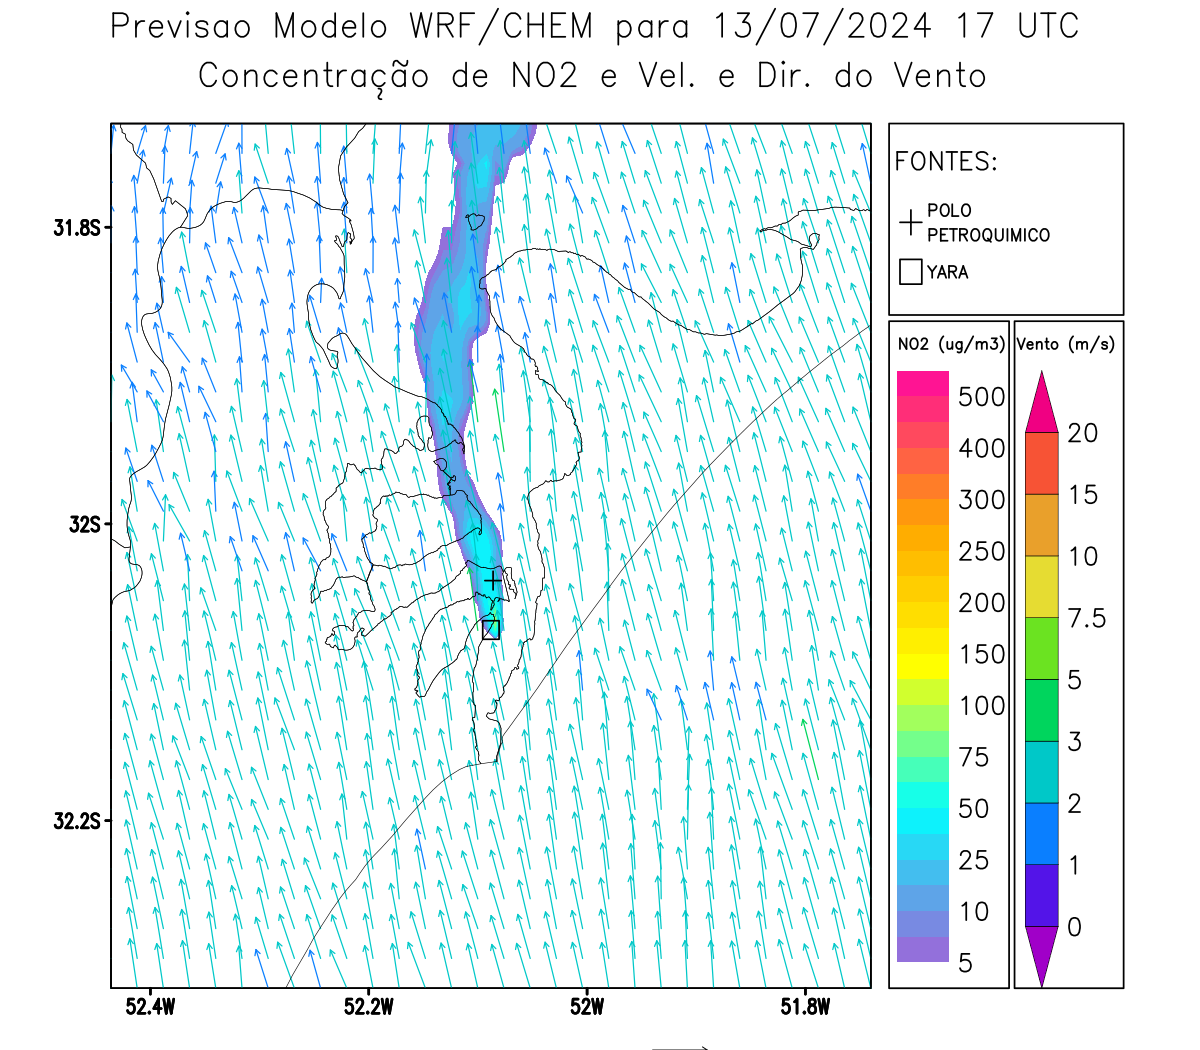 Previsao Modelo WRF/CHEM para 13/07/2024 17 UTC
Concentração de NO2 e Vel. e Dir. do Vento
FONTES:
POLO
PETROQUIMICO
YARA
NO2 (ug/m3)
500
400
300
250
200
150
100
75
50
25
10
5
Vento (m/s)
20
15
10
7.5
5
3
2
1
0
31.8S
32S
32.2S
52.4W
52.2W
52W
51.8W